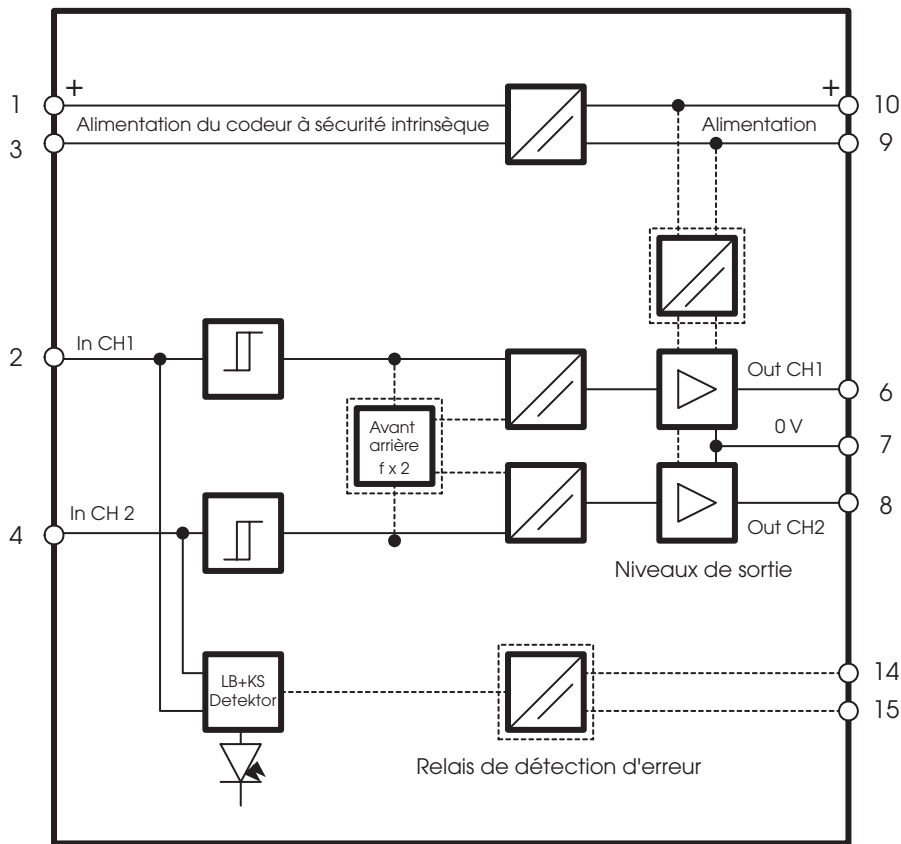 + +
1 10
Alimentation du codeur à sécurité intrinsèque Alimentation
3 9
In CH1
2
Out CH1
6
Avant
arrière
f x 2
0 V
7
In CH 2
4
8
Out CH2
Niveaux de sortie
LB+KS
Detektor
14
15
Relais de détection d'erreur